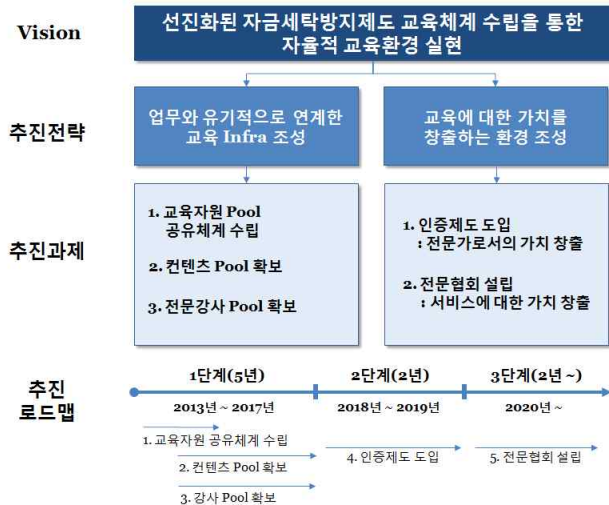 Vision
선진화된 자금세탁방지제도 교육체계 수립을 통한
자율적 교육환경 실현
추진전략
업무와 유기적으로 연계한
교육 Infra 조성
교육에 대한 가치를
창출하는 환경 조성
추진과제
1. 교육자원 Pool
공유체계 수립
2. 컨텐츠 Pool 확보
3. 전문강사 Pool 확보
1. 인증제도 도입
: 전문가로서의 가치 창출
2. 전문협회 설립
: 서비스에 대한 가치 창출
추진
로드맵
1단계(5년)
2단계(2년)
3단계(2년 ~)
2013년 ~ 2017년
2018년 ~ 2019년
2020년 ~
1. 교육자원 공유체계 수립
2. 컨텐츠 Pool 확보
3. 강사 Pool 확보
4. 인증제도 도입
5. 전문협회 설립